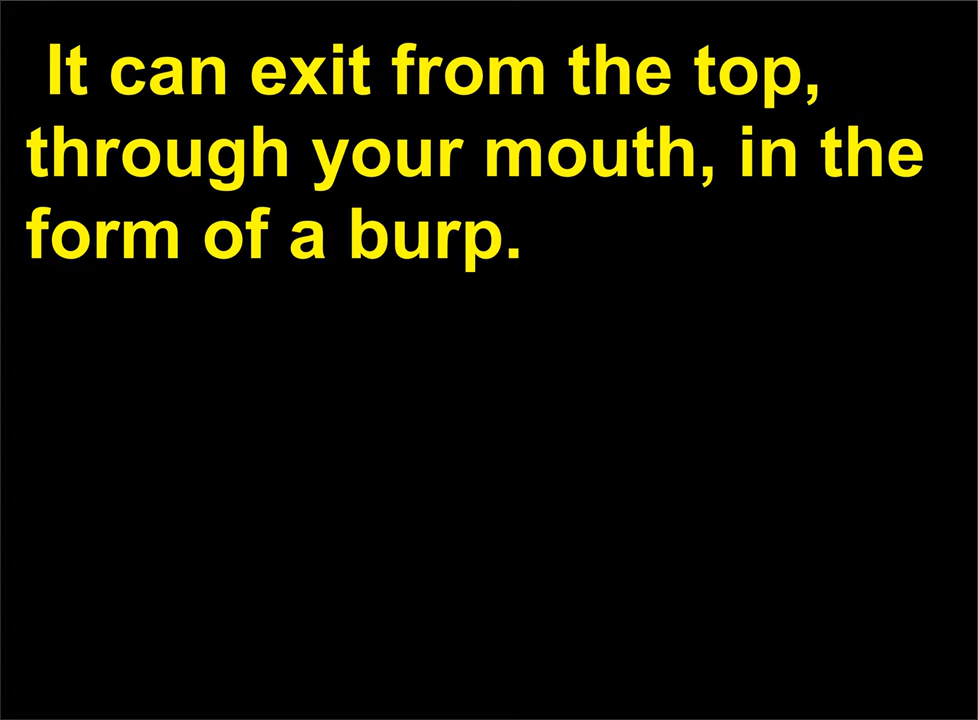 It can exit from the top,
through your mouth, in the
form of a burp.